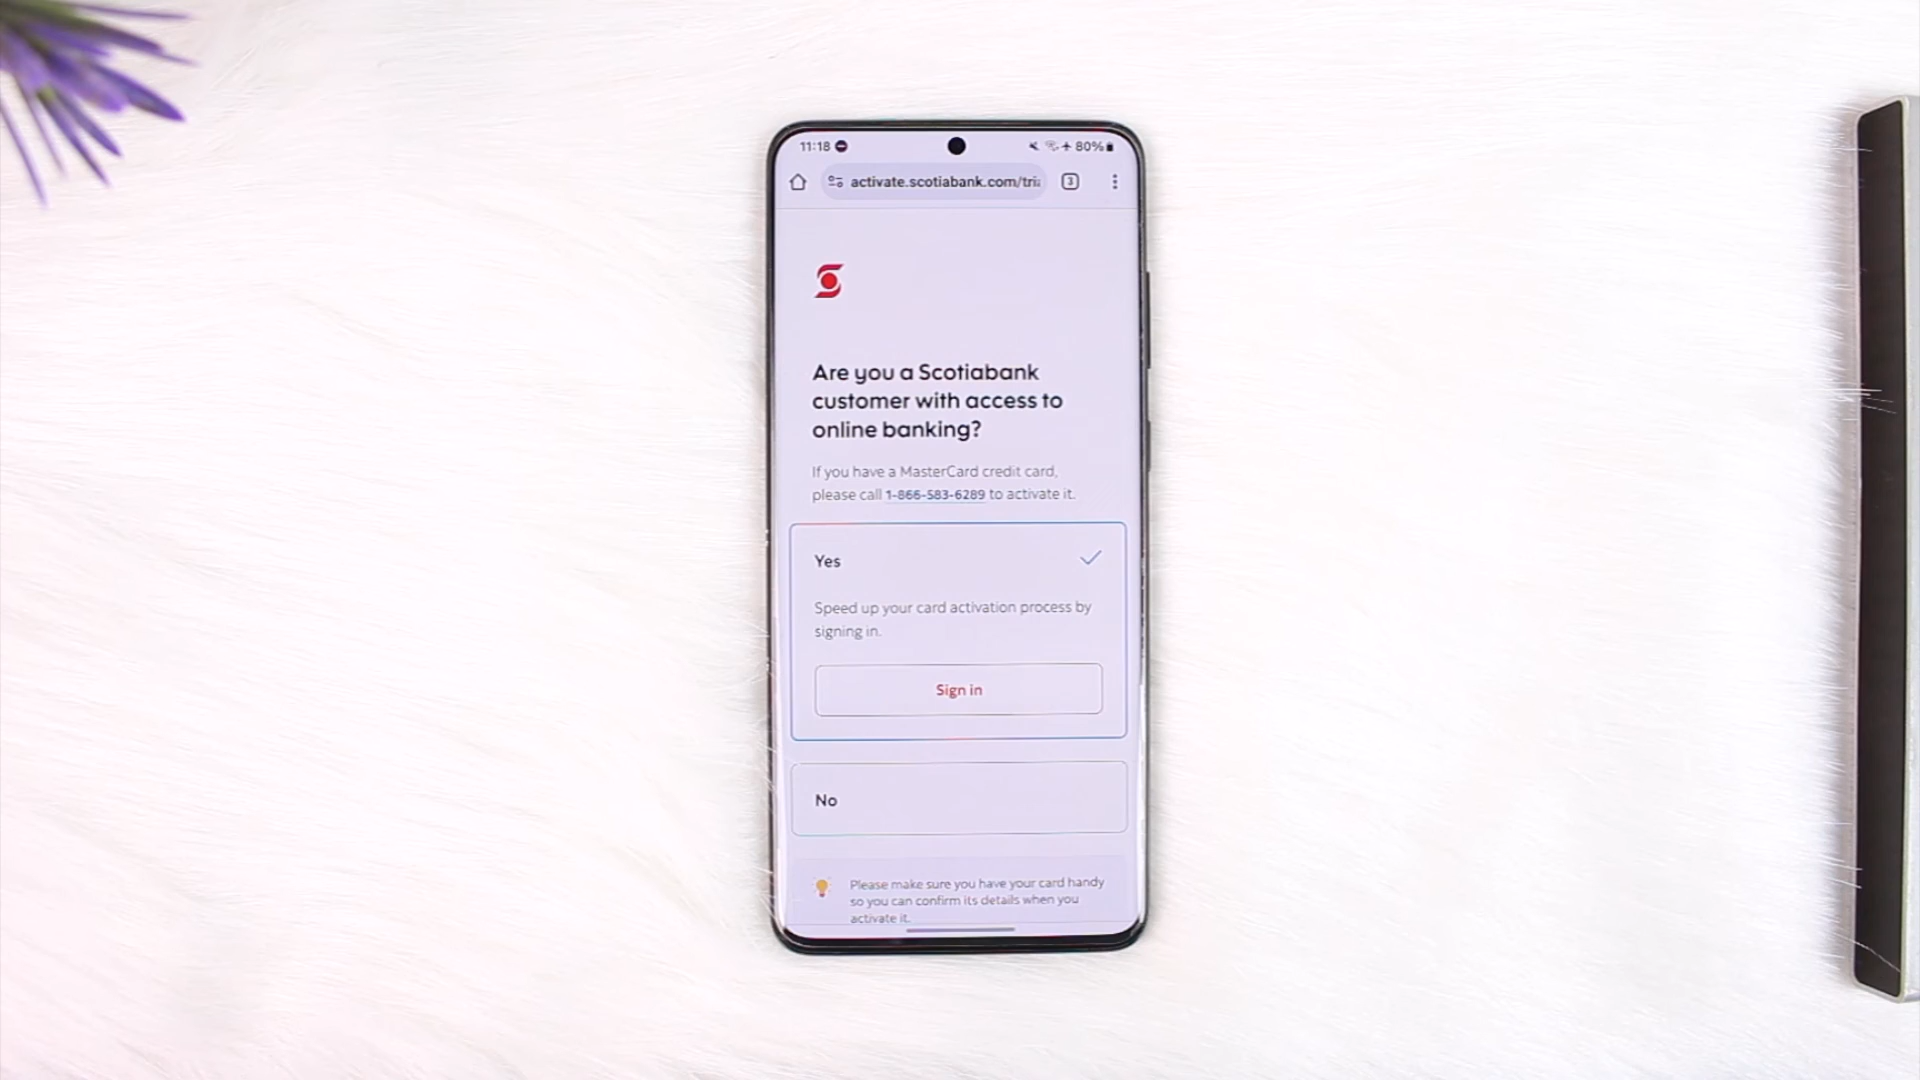 11:18
80%
activate.scotiabank.com/tri
3
Are you a Scotiabank
customer with access to
online banking?
If you have a MasterCard credit card,
please call 1-866-583-6289 to activate it.
Yes
Speed up your card activation process by
signing in.
Sign in
No
Please make sure you have your card handy
so you can confirm its details when you
activate it.